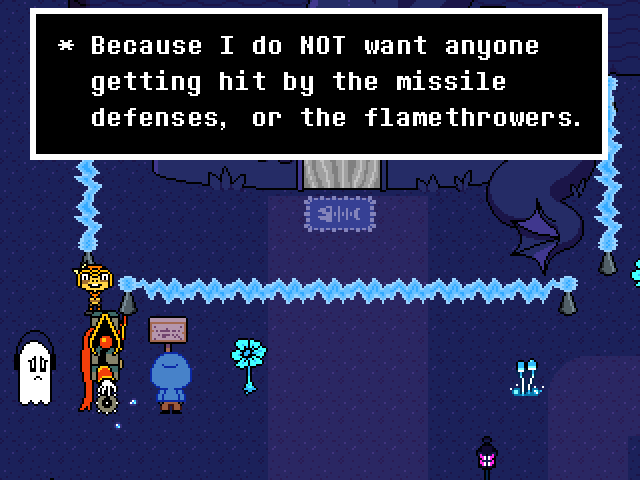 * Because I do NOT want anyone
getting hit by the missile
defenses, or the flamethrowers.